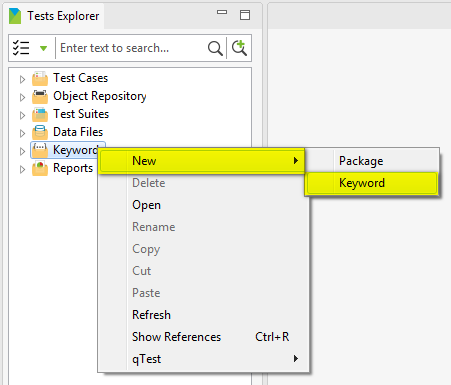 Tests Explorer
Enter text to search...
Test Cases
Object Repository
Test Suites
Data Files
Keyword
Reports
New
Delete
Open
Rename
Copy
Cut
Paste
Refresh
Show References Ctrl+R
qTest
Package
Keyword